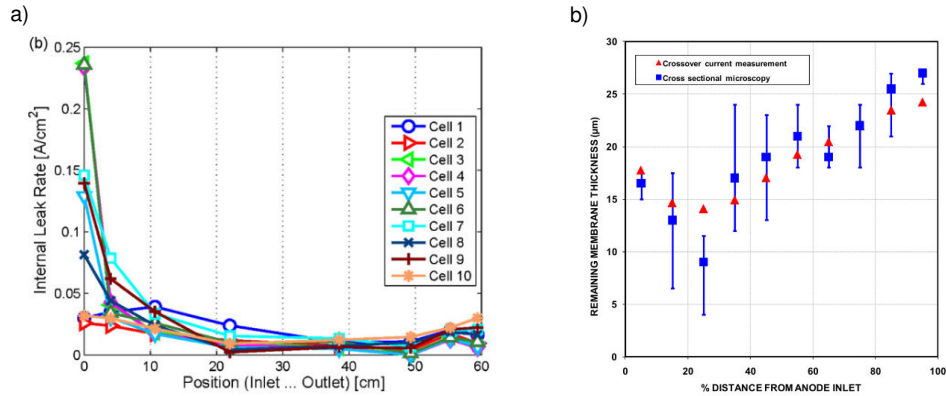 a)
(b)
0.25
0.2
0.15
0.1
0.05
0
Internal Leak Rate [A/cm2]
Cell 1
Cell 2
Cell 3
Cell 4
Cell 5
Cell 6
Cell 7
Cell 8
Cell 9
Cell 10
0 10 20 30 40 50 60
Position (Inlet ... Outlet) [cm]
b)
30
25
20
15
10
5
0
REMAINING MEMBRANE THICKNESS (µm)
Crossover current measurement
Cross sectional microscopy
0 20 40 60 80 100
% DISTANCE FROM ANODE INLET